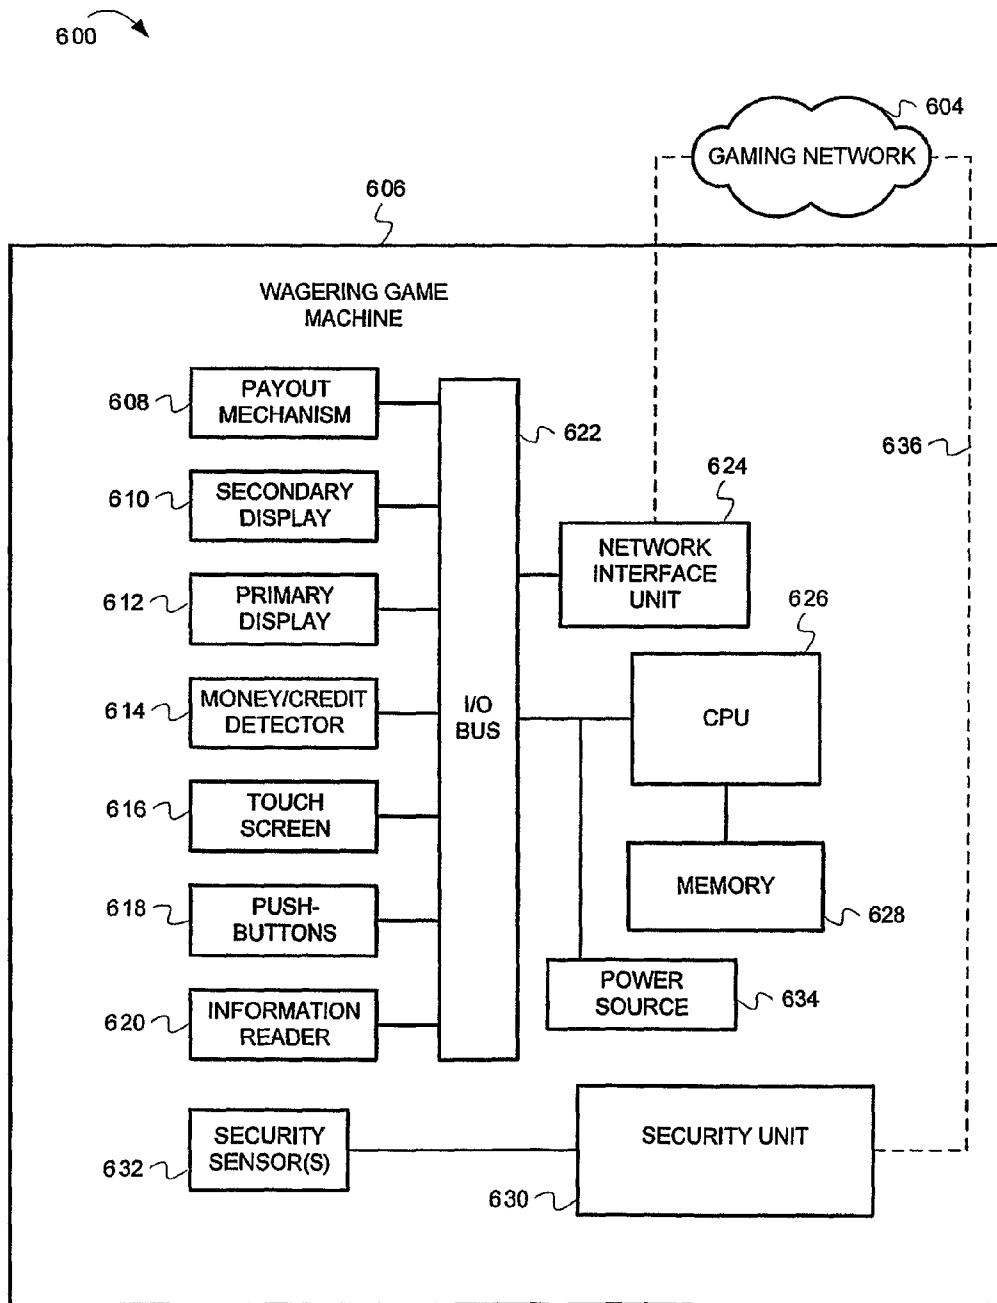 600
604
GAMING NETWORK
606
WAGERING GAME
MACHINE
608
PAYOUT
MECHANISM
622
636
610
SECONDARY
DISPLAY
624
NETWORK
INTERFACE
UNIT
612
PRIMARY
DISPLAY
626
614
MONEY/CREDIT
DETECTOR
I/O
BUS
CPU
616
TOUCH
SCREEN
MEMORY
628
618
PUSH-
BUTTONS
POWER
SOURCE
634
620
INFORMATION
READER
632
SECURITY
SENSOR(S)
SECURITY UNIT
630